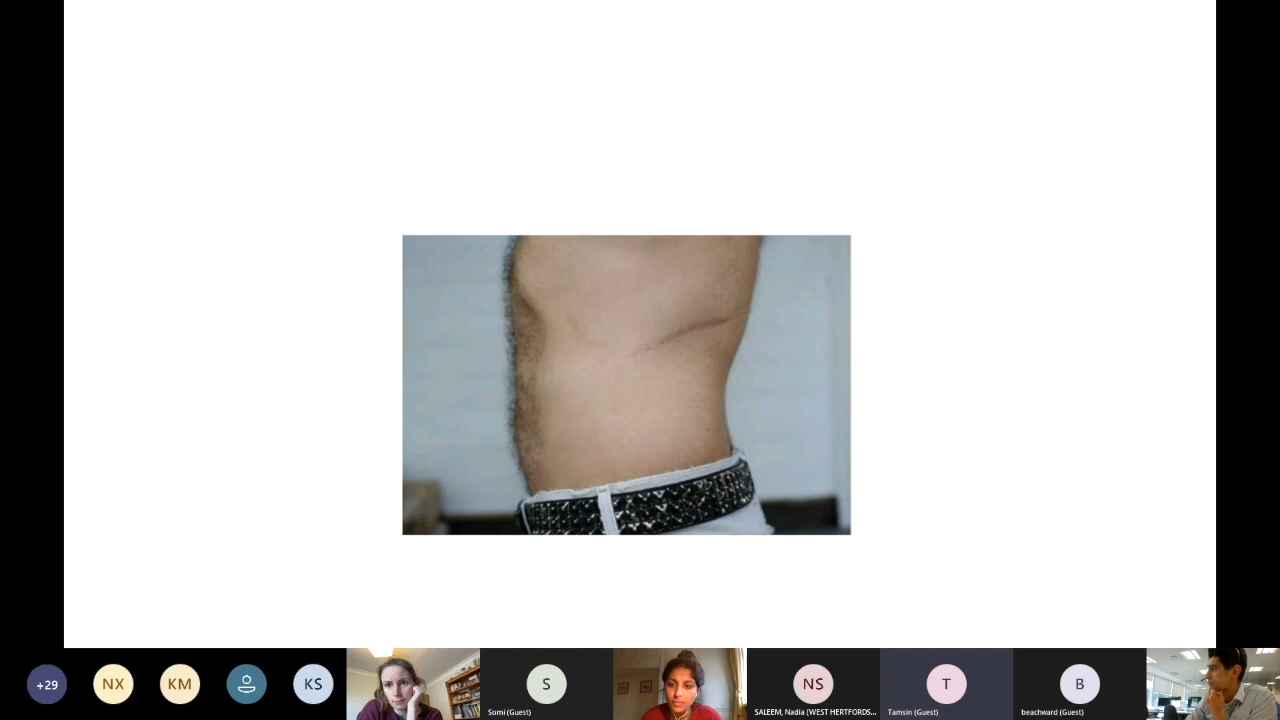 +29
NX
KM
KS
S
NS
T
B
Somi (Guest)
SALEEM, Nadia (WEST HERTFORDS...
Tamsin (Guest)
beachward (Guest)